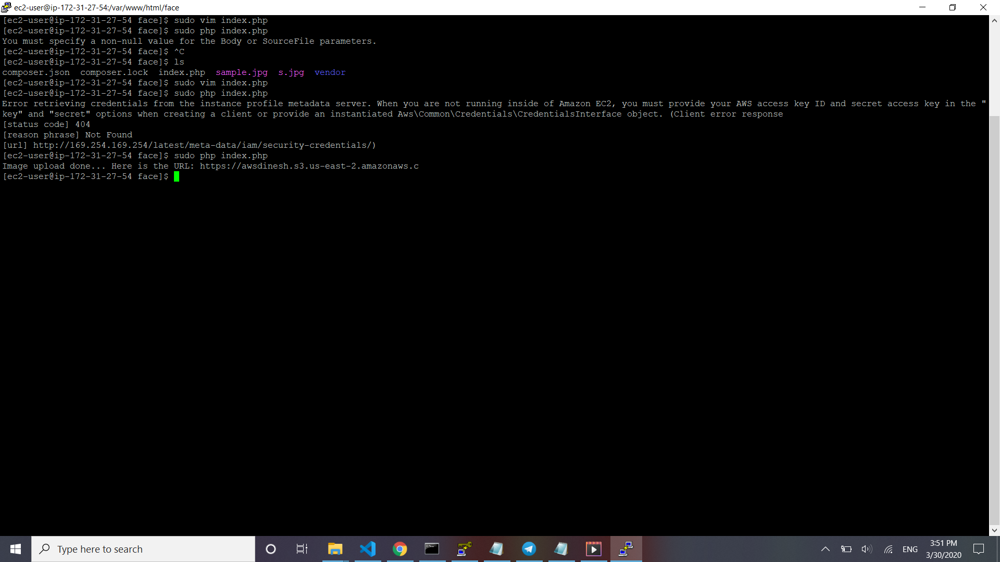 ec2-user@ip-172-31-27-54:/var/www/html/face
[ec2-user@ip-172-31-27-54 face]$ sudo vim index.php
[ec2-user@ip-172-31-27-54 face]$ sudo php index.php
You must specify a non-null value for the Body or SourceFile parameters.
[ec2-user@ip-172-31-27-54 face]$ ^C
[ec2-user@ip-172-31-27-54 face]$ ls
composer.json  composer.lock  index.php  sample.jpg  s.jpg  vendor
[ec2-user@ip-172-31-27-54 face]$ sudo vim index.php
[ec2-user@ip-172-31-27-54 face]$ sudo php index.php
Error retrieving credentials from the instance profile metadata server. When you are not running inside of Amazon EC2, you must provide your AWS access key ID and secret access key in the "
key" and "secret" options when creating a client or provide an instantiated Aws\Common\Credentials\CredentialsInterface object. (Client error response
[status code] 404
[reason phrase] Not Found
[url] http://169.254.169.254/latest/meta-data/iam/security-credentials/)
[ec2-user@ip-172-31-27-54 face]$ sudo php index.php
Image upload done... Here is the URL: https://awsdinesh.s3.us-east-2.amazonaws.c
[ec2-user@ip-172-31-27-54 face]$
Type here to search
ENG
3:51 PM
3/30/2020